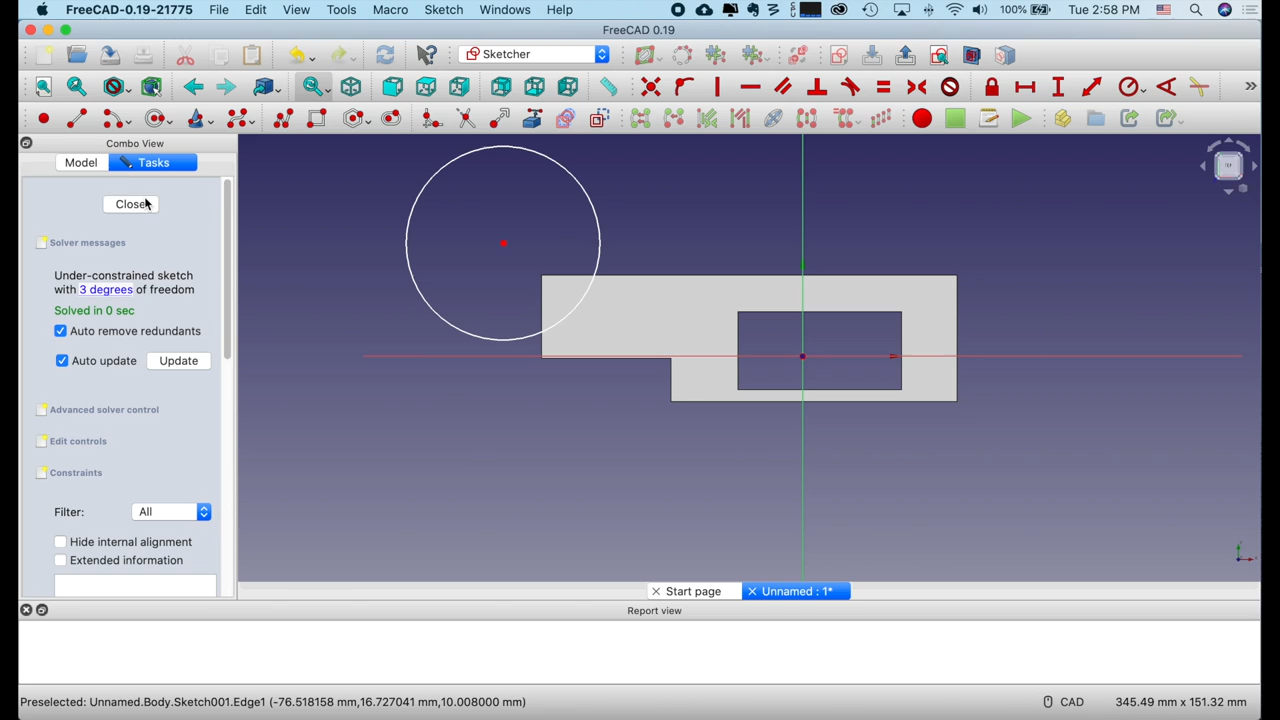 FreeCAD-0.19-21775 File Edit View Tools Macro Sketch Windows Help 100% Tue 2:58 PM
FreeCAD 0.19
Sketcher
Combo View
Model Tasks
Close
Solver messages
Under-constrained sketch
with 3 degrees of freedom
Solved in 0 sec
Auto remove redundants
Auto update Update
Advanced solver control
Edit controls
Constraints
Filter: All
Hide internal alignment
Extended information
Start page Unnamed : 1*
Report view
Preselected: Unnamed.Body.Sketch001.Edge1 (-76.518158 mm,16.727041 mm,10.008000 mm) CAD 345.49 mm x 151.32 mm